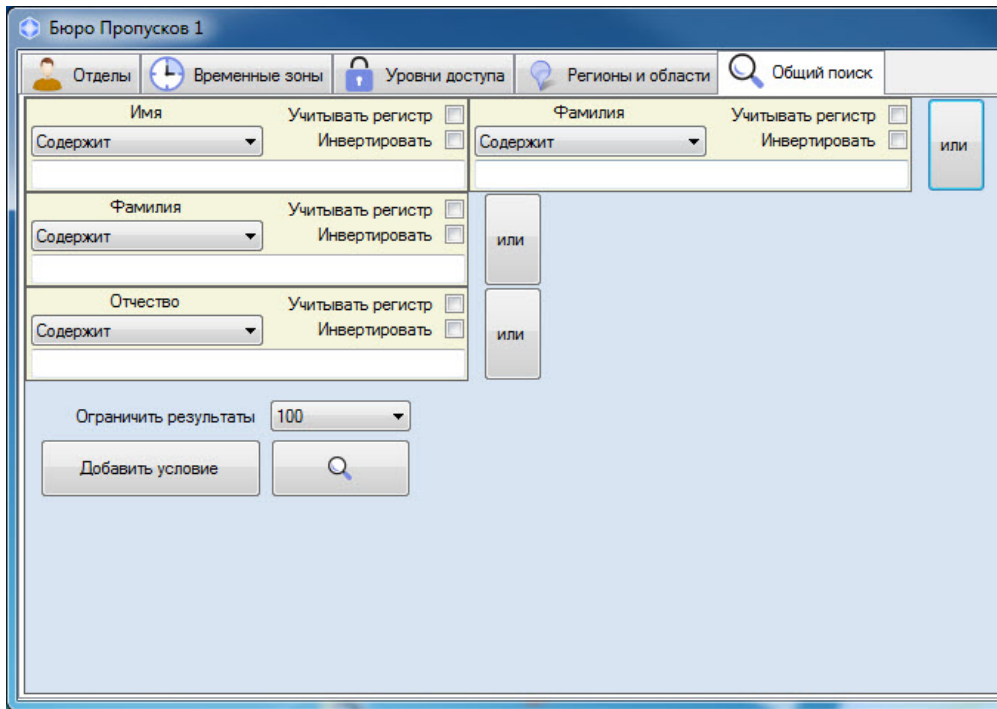 Бюро Пропусков 1
Отделы Временные зоны Уровни доступа Регионы и области Общий поиск
Имя Учитывать регистр Фамилия Учитывать регистр
Содержит Инвертировать Содержит Инвертировать или
Фамилия Учитывать регистр
Содержит Инвертировать или
Отчество Учитывать регистр
Содержит Инвертировать или
Ограничить результаты 100
Добавить условие